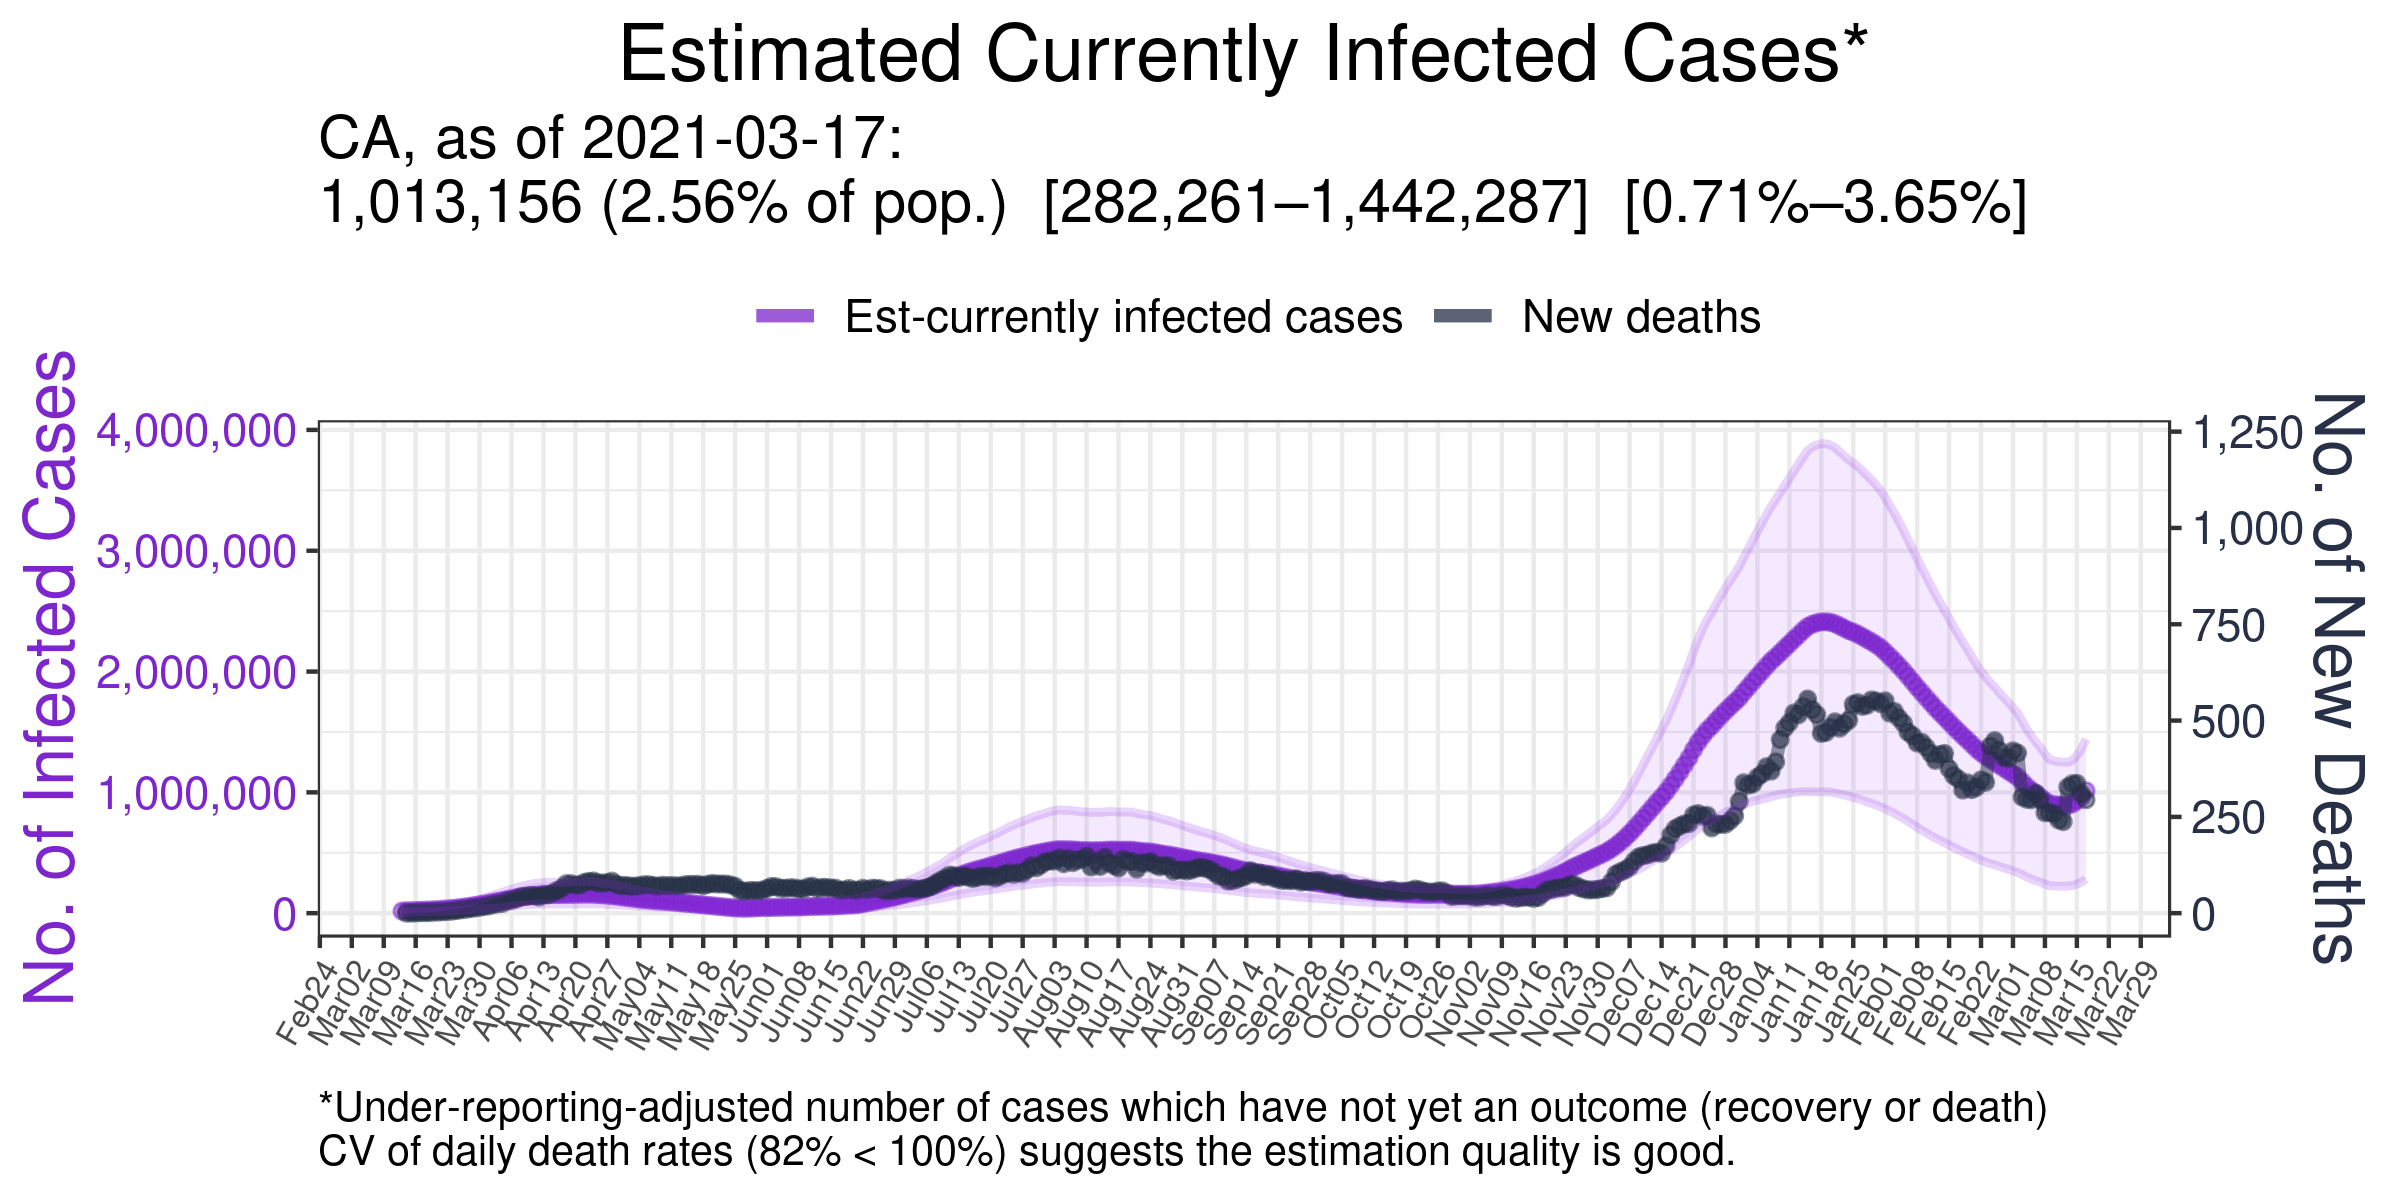 Estimated Currently Infected Cases*
CA, as of 2021-03-17:
1,013,156 (2.56% of pop.) [282,261–1,442,287] [0.71%–3.65%]
Est-currently infected cases New deaths
No. of Infected Cases
4,000,000
3,000,000
2,000,000
1,000,000
0
1,250
1,000
750
500
250
0
No. of New Deaths
Feb24 Mar02 Mar09 Mar16 Mar23 Mar30 Apr06 Apr13 Apr20 Apr27 May04 May11 May18 May25 Jun01 Jun08 Jun15 Jun22 Jun29 Jul06 Jul13 Jul20 Jul27 Aug03 Aug10 Aug17 Aug24 Aug31 Sep07 Sep14 Sep21 Sep28 Oct05 Oct12 Oct19 Oct26 Nov02 Nov09 Nov16 Nov23 Nov30 Dec07 Dec14 Dec21 Dec28 Jan04 Jan11 Jan18 Jan25 Feb01 Feb08 Feb15 Feb22 Mar01 Mar08 Mar15 Mar22 Mar29
*Under-reporting-adjusted number of cases which have not yet an outcome (recovery or death)
CV of daily death rates (82% < 100%) suggests the estimation quality is good.